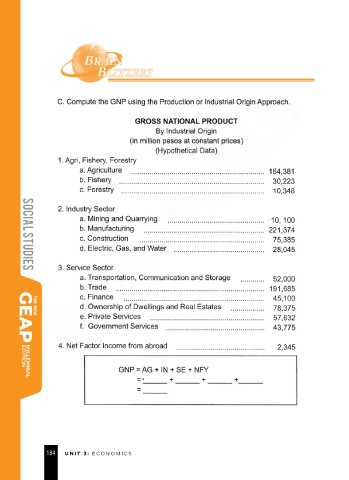 BRAIN
BLITZERS
C. Compute the GNP using the Production or Industrial Origin Approach.
GROSS NATIONAL PRODUCT
By Industrial Origin
(in million pesos at constant prices)
(Hypothetical Data)
1. Agri, Fishery, Forestry
a. Agriculture ........ 164,381
b. Fishery ........ 30,223
c. Forestry ........ 10,346
2. Industry Sector
a. Mining and Quarrying ........ 10, 100
b. Manufacturing ........ 221,374
c. Construction ........ 75,385
d. Electric, Gas, and Water ........ 28,045
3. Service Sector
a. Transportation, Communication and Storage ........ 52,000
b. Trade ........ 191,685
c. Finance ........ 45,100
d. Ownership of Dwellings and Real Estates ........ 78,375
e. Private Services ........ 57,632
f. Government Services ........ 43,775
4. Net Factor Income from abroad ........ 2,345
GNP = AG + IN + SE + NFY
= ______ + ______ + ______ + ______
= ______
SOCIAL STUDIES
THE NEW
GEAP
MILLENNIAL
EDITION
184 UNIT 3: ECONOMICS